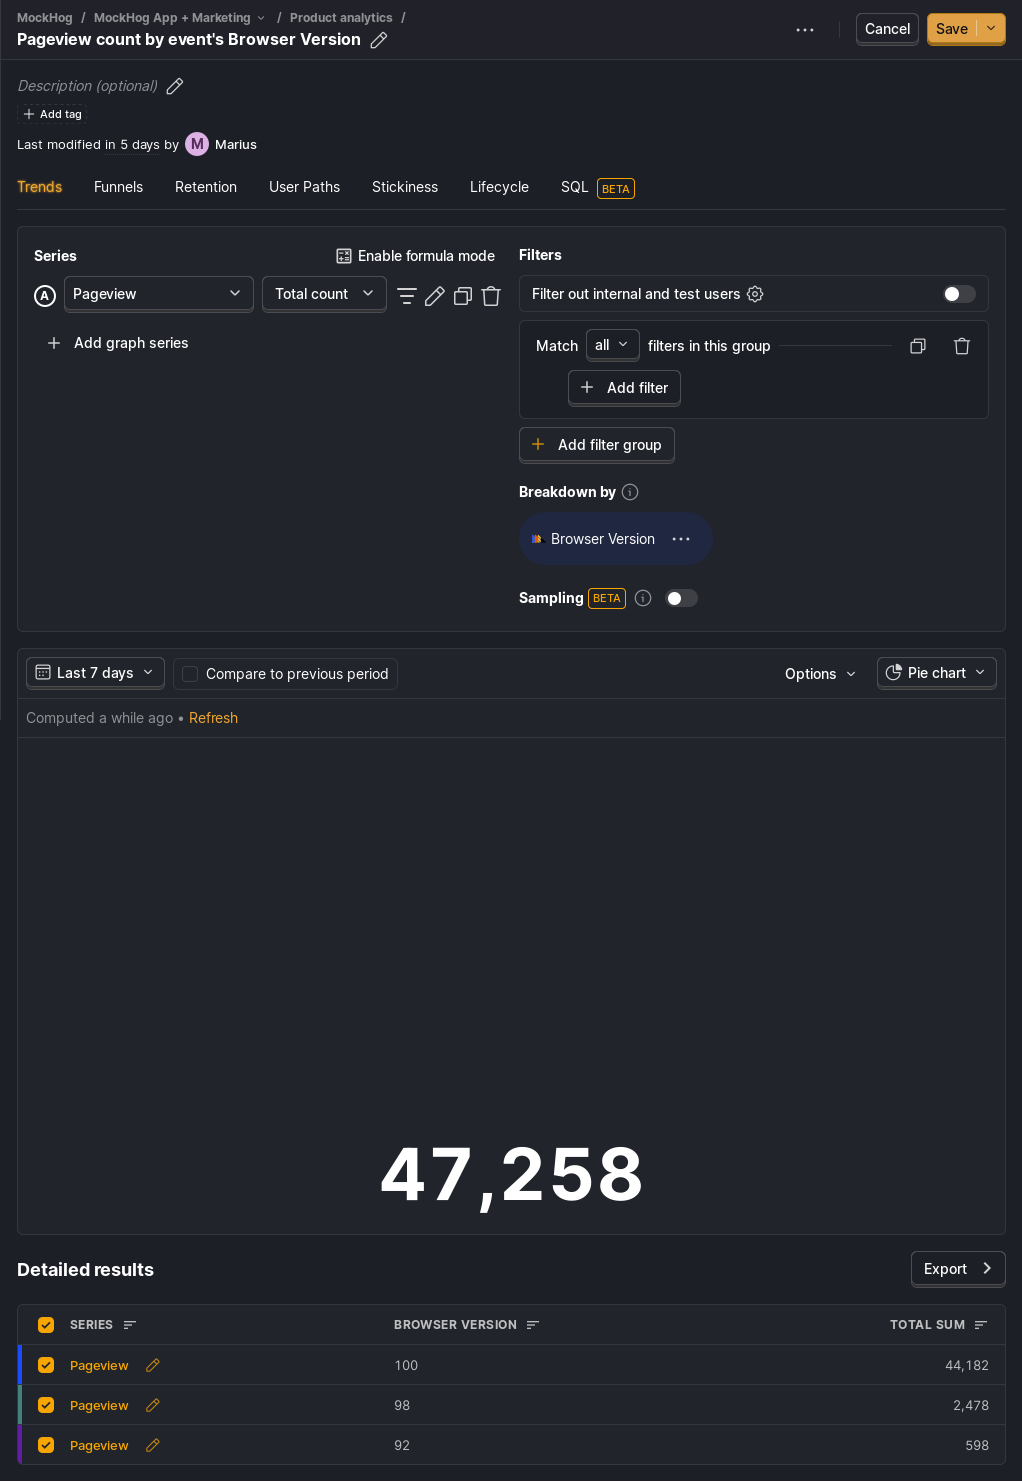 MockHog / MockHog App + Marketing / Product analytics /
Pageview count by event's Browser Version
Cancel
Save
Description (optional)
Add tag
Last modified in 5 days by M Marius
Trends Funnels Retention User Paths Stickiness Lifecycle SQL BETA
Series
Enable formula mode
A Pageview Total count
Add graph series
Filters
Filter out internal and test users
Match all filters in this group
Add filter
Add filter group
Breakdown by
Browser Version
Sampling BETA
Last 7 days Compare to previous period Options Pie chart
Computed a while ago • Refresh
47,258
Detailed results
Export
SERIES BROWSER VERSION TOTAL SUM
Pageview 100 44,182
Pageview 98 2,478
Pageview 92 598